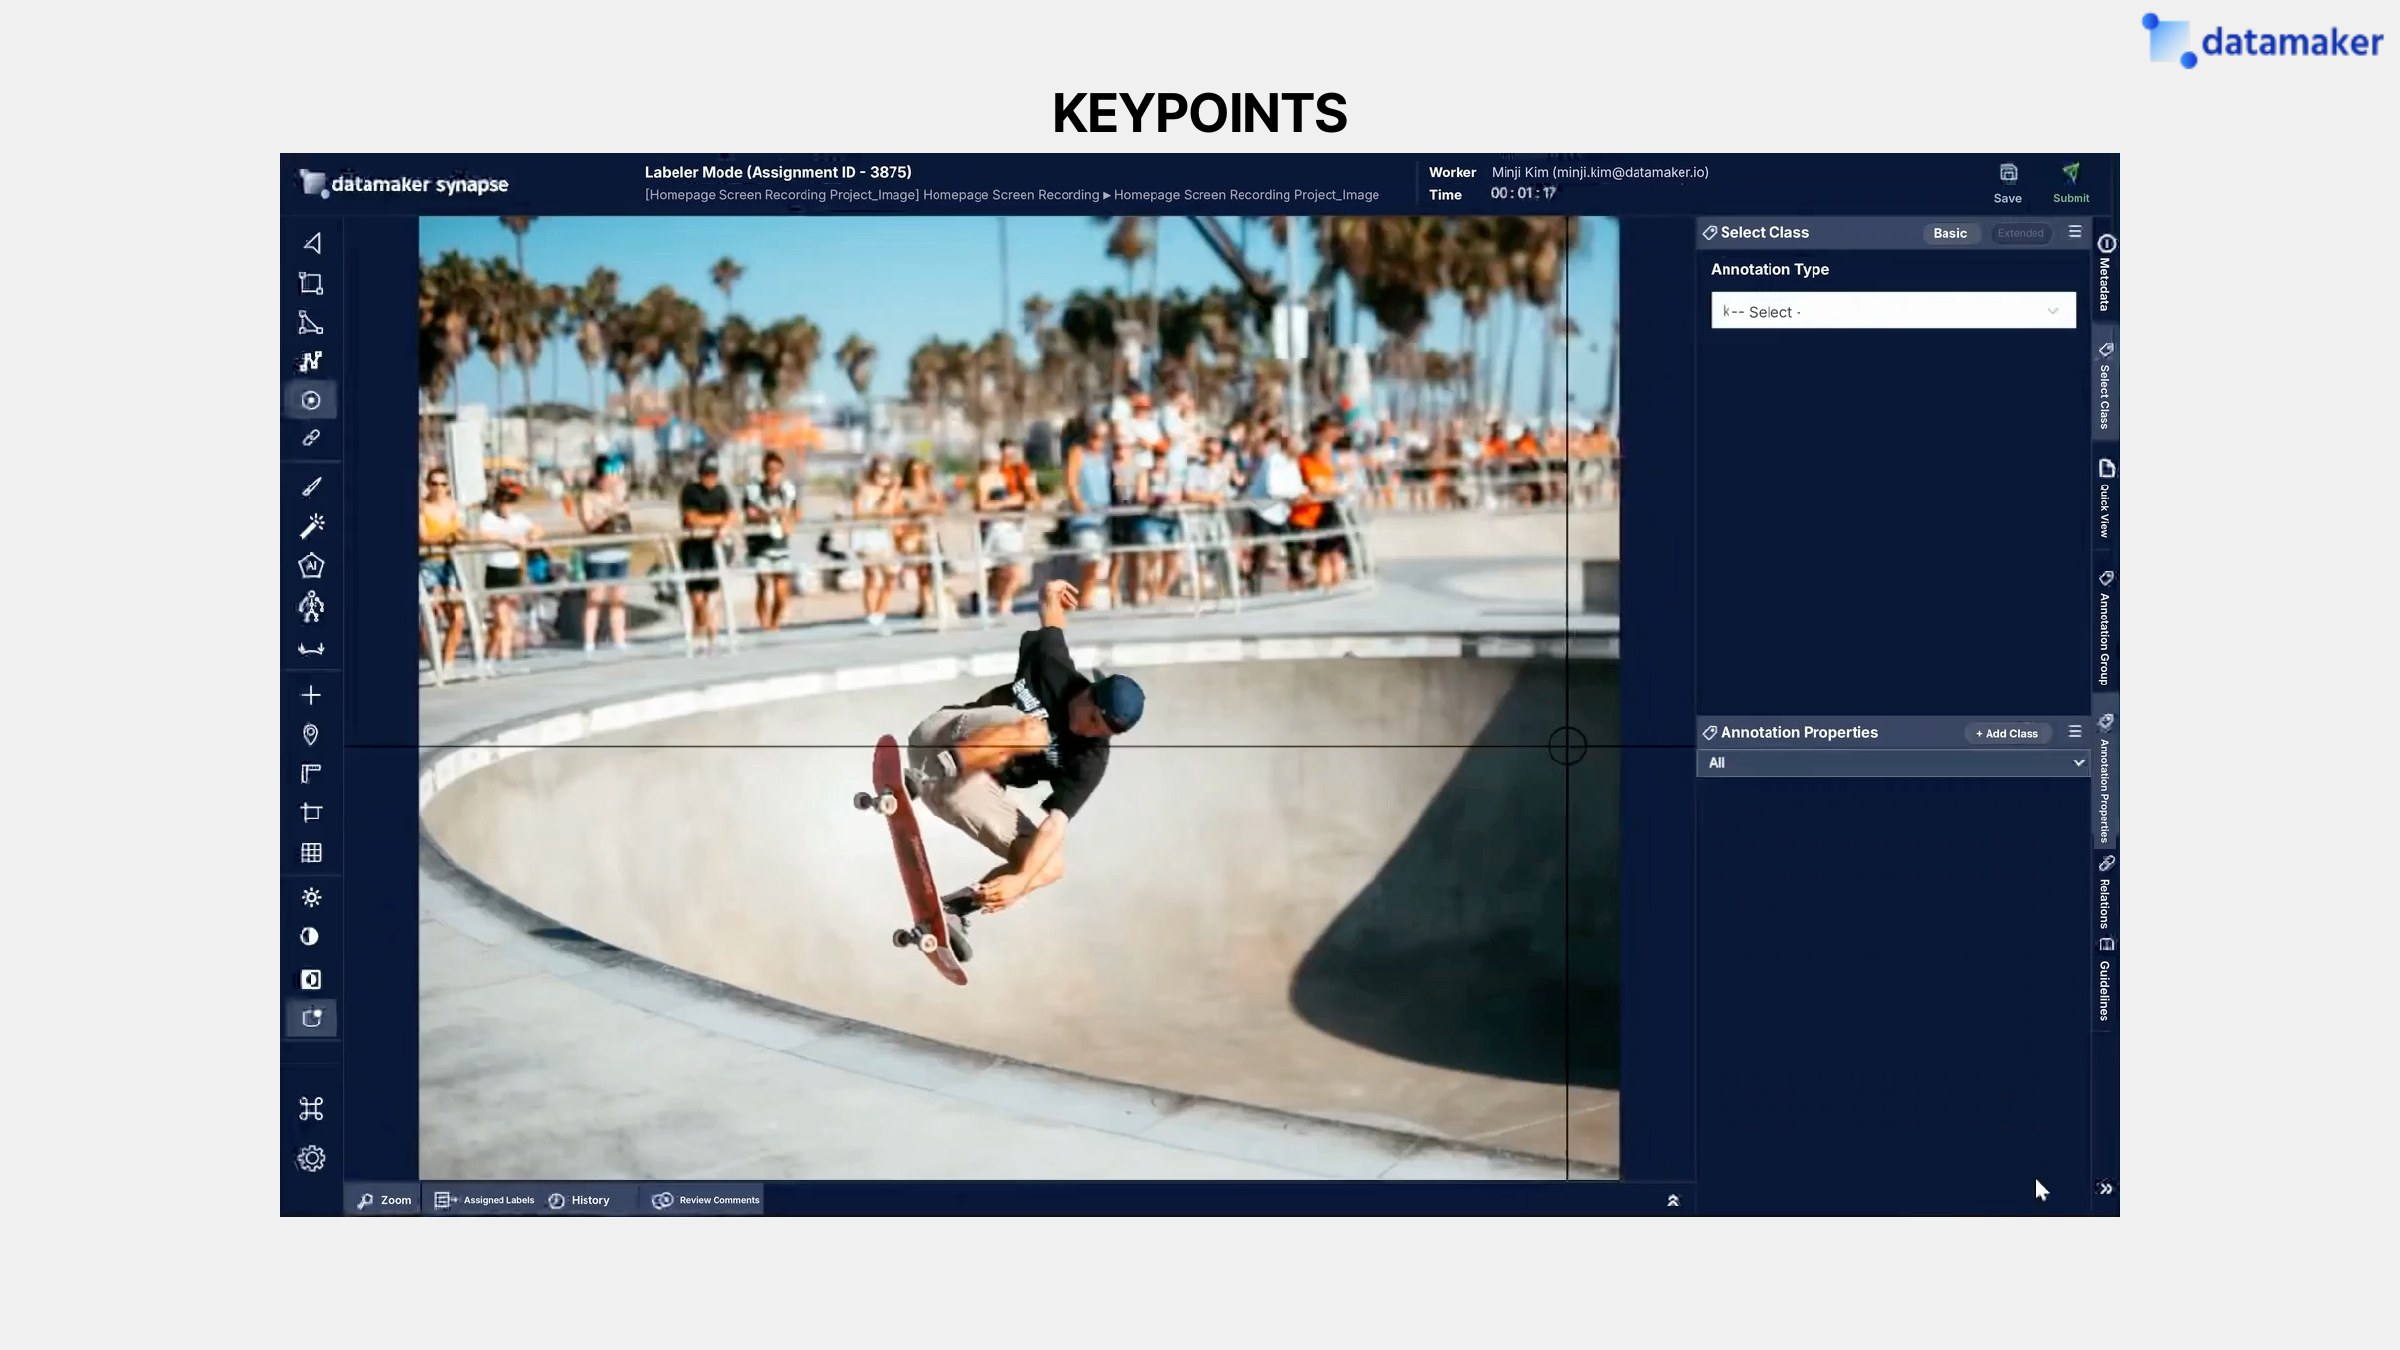 datamaker
KEYPOINTS
datamaker synapse
Labeler Mode (Assignment ID - 3875)
[Homepage Screen Recording Project_Image] Homepage Screen Recording ▸ Homepage Screen Recording Project_Image
Worker Minji Kim (minji.kim@datamaker.io)
Time 00:01:17
Save
Submit
Select Class
Basic
Extended
Annotation Type
k-- Select -
Annotation Properties
+ Add Class
All
Metadata
Select Class
Quick View
Annotation Group
Annotation Properties
Relations
Guidelines
Zoom
Assigned Labels
History
Review Comments